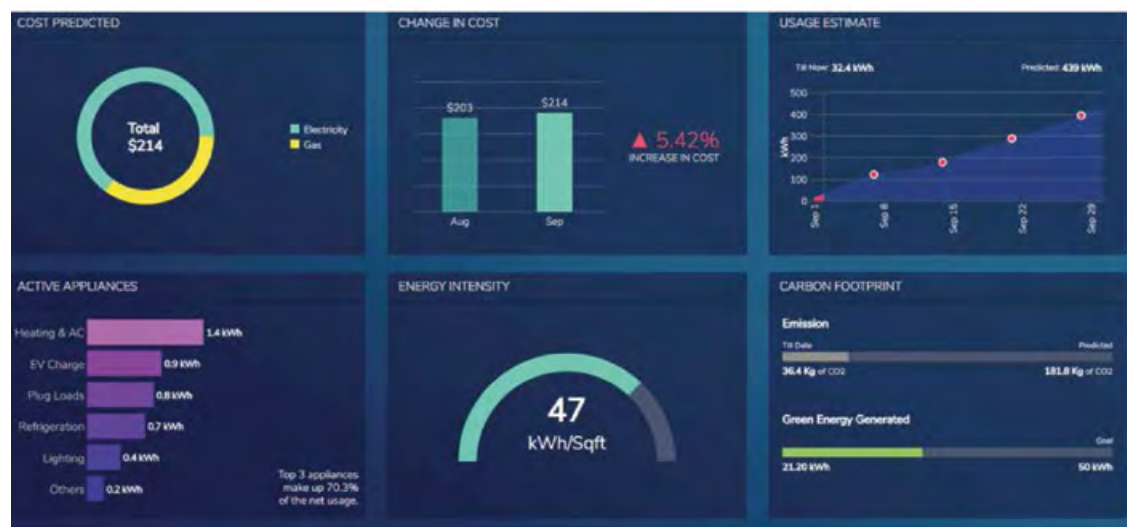 COST PREDICTED
Total
$214
Electricity
Gas
CHANGE IN COST
$203
$214
Aug
Sep
▲ 5.42%
INCREASE IN COST
USAGE ESTIMATE
Till Now: 32.4 kWh
Predicted: 439 kWh
500
400
300
200
100
0
kWh
Sep 1
Sep 8
Sep 15
Sep 22
Sep 29
ACTIVE APPLIANCES
Heating & AC
1.4 kWh
EV Charge
0.9 kWh
Plug Loads
0.8 kWh
Refrigeration
0.7 kWh
Lighting
0.4 kWh
Others
0.2 kWh
Top 3 appliances
make up 70.3%
of the net usage.
ENERGY INTENSITY
47
kWh/Sqft
CARBON FOOTPRINT
Emission
Till Date
Predicted
36.4 Kg of CO2
181.8 Kg of CO2
Green Energy Generated
Goal
21.20 kWh
50 kWh